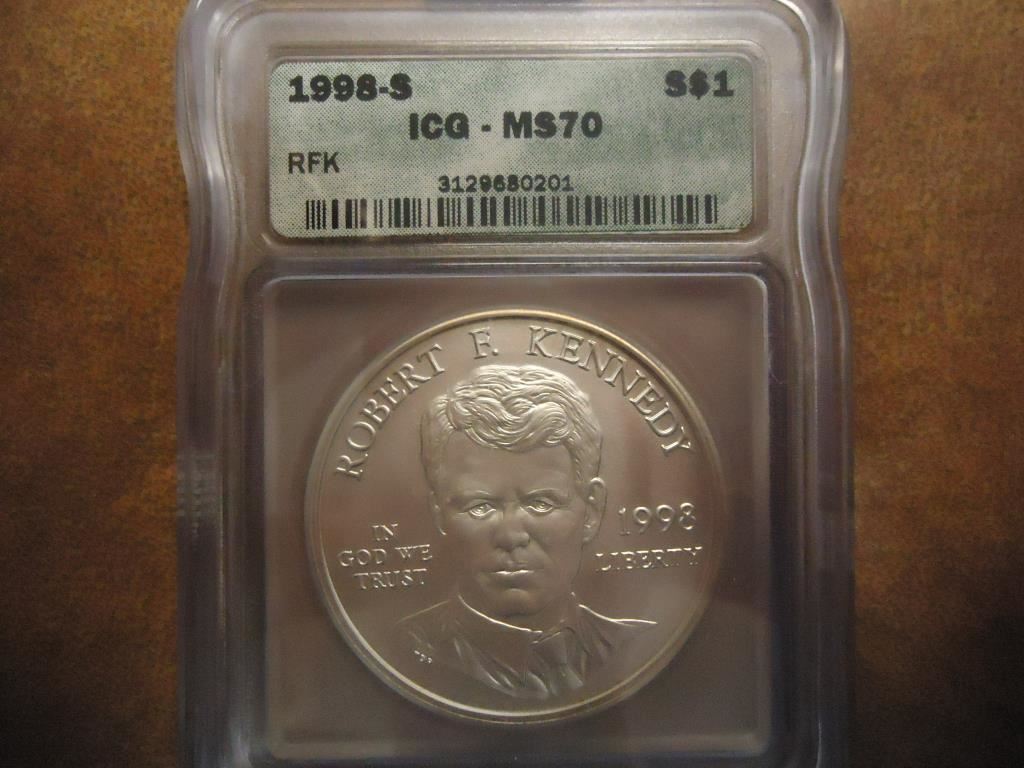 1998-S S$1
ICG - MS70
RFK
3129680201
ROBERT F. KENNEDY
IN
GOD WE
TRUST
1998
LIBERTY